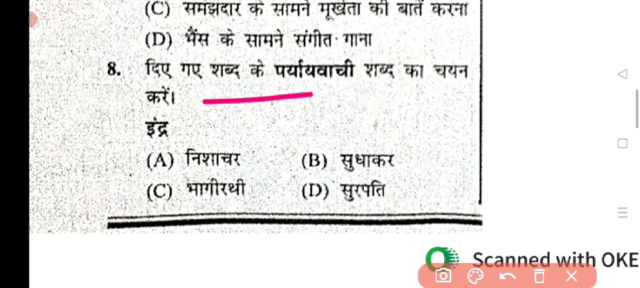 (C) समझदार के सामने मूर्खता की बातें करना
(D) भैंस के सामने संगीत गाना
8. दिए गए शब्द के पर्यायवाची शब्द का चयन
करें।
इंद्र
(A) निशाचर (B) सुधाकर
(C) भागीरथी (D) सुरपति
Scanned with OKE